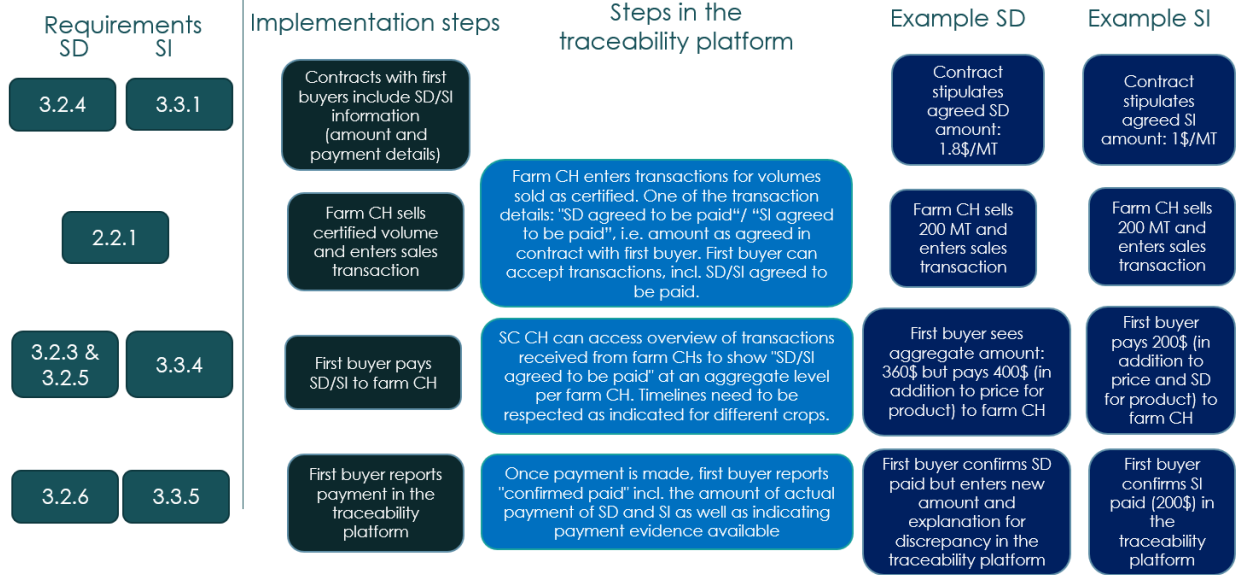 Requirements
SD SI
Implementation steps
Steps in the
traceability platform
Example SD
Example SI
3.2.4
3.3.1
Contracts with first
buyers include SD/SI
information
(amount and
payment details)
Contract
stipulates
agreed SD
amount:
1.8$/MT
Contract
stipulates
agreed SI
amount: 1$/MT
2.2.1
Farm CH sells
certified volume
and enters sales
transaction
Farm CH enters transactions for volumes
sold as certified. One of the transaction
details: "SD agreed to be paid“/ “SI agreed
to be paid”, i.e. amount as agreed in
contract with first buyer. First buyer can
accept transactions, incl. SD/SI agreed to
be paid.
Farm CH sells
200 MT and
enters sales
transaction
Farm CH sells
200 MT and
enters sales
transaction
3.2.3 &
3.2.5
3.3.4
First buyer pays
SD/SI to farm CH
SC CH can access overview of transactions
received from farm CHs to show "SD/SI
agreed to be paid" at an aggregate level
per farm CH. Timelines need to be
respected as indicated for different crops.
First buyer sees
aggregate amount:
360$ but pays 400$ (in
addition to price for
product) to farm CH
First buyer
pays 200$ (in
addition to
price and SD
for product) to
farm CH
3.2.6
3.3.5
First buyer reports
payment in the
traceability
platform
Once payment is made, first buyer reports
"confirmed paid" incl. the amount of actual
payment of SD and SI as well as indicating
payment evidence available
First buyer confirms SD
paid but enters new
amount and
explanation for
discrepancy in the
traceability platform
First buyer
confirms SI
paid (200$) in
the
traceability
platform